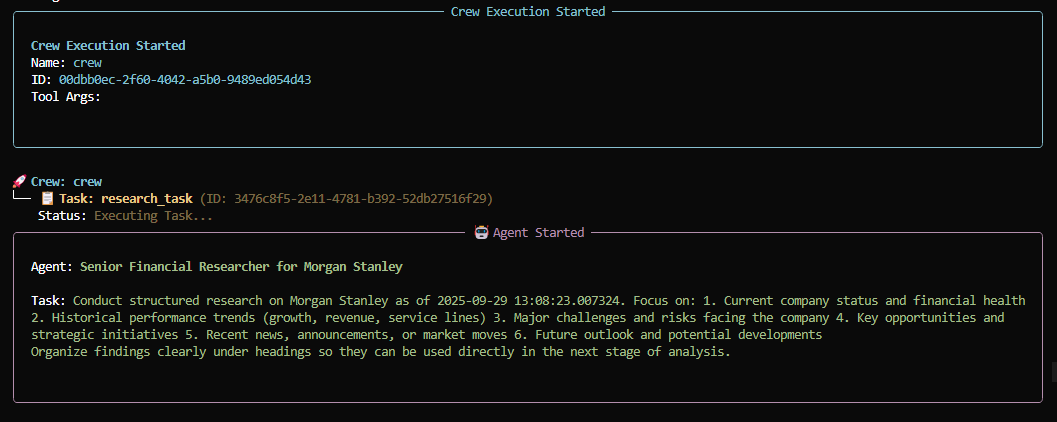 Crew Execution Started
Crew Execution Started
Name: crew
ID: 00dbb0ec-2f60-4042-a5b0-9489ed054d43
Tool Args:
Crew: crew
Task: research_task (ID: 3476c8f5-2e11-4781-b392-52db27516f29)
Status: Executing Task...
Agent Started
Agent: Senior Financial Researcher for Morgan Stanley
Task: Conduct structured research on Morgan Stanley as of 2025-09-29 13:08:23.007324. Focus on: 1. Current company status and financial health
2. Historical performance trends (growth, revenue, service lines) 3. Major challenges and risks facing the company 4. Key opportunities and
strategic initiatives 5. Recent news, announcements, or market moves 6. Future outlook and potential developments
Organize findings clearly under headings so they can be used directly in the next stage of analysis.